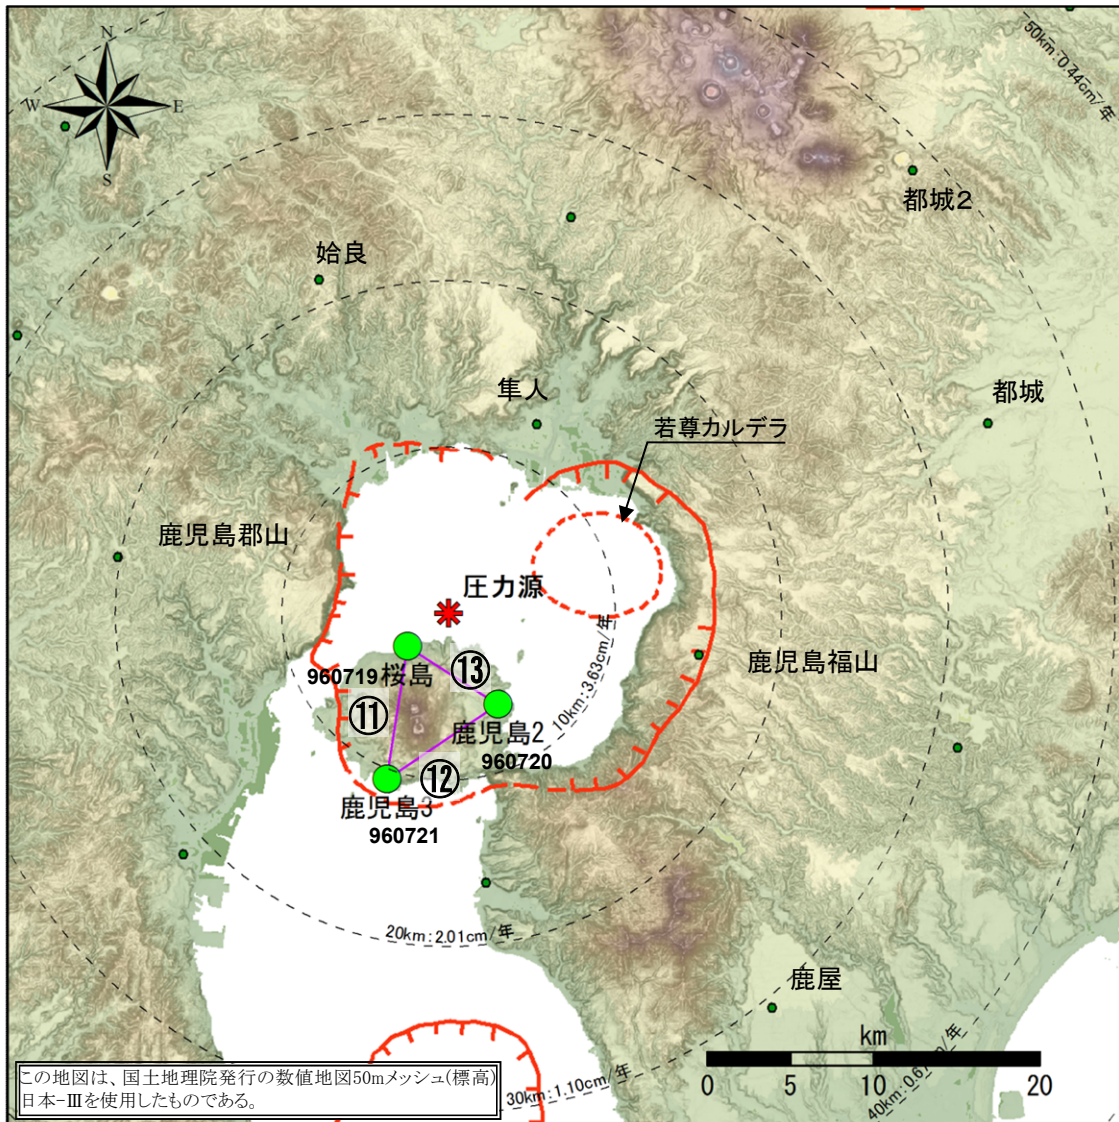 N
W
E
S
50km:0.44cm/年
都城2
姶良
隼人
都城
若尊カルデラ
鹿児島郡山
圧力源
10km:3.63cm/年
鹿児島福山
960719
桜島
⑬
⑪
鹿児島2
960720
⑫
鹿児島3
960721
20km:2.01cm/年
鹿屋
km
0 5 10 20
30km:1.10cm/年
40km:0.67cm/年
この地図は、国土地理院発行の数値地図50mメッシュ(標高)
日本-Ⅲを使用したものである。